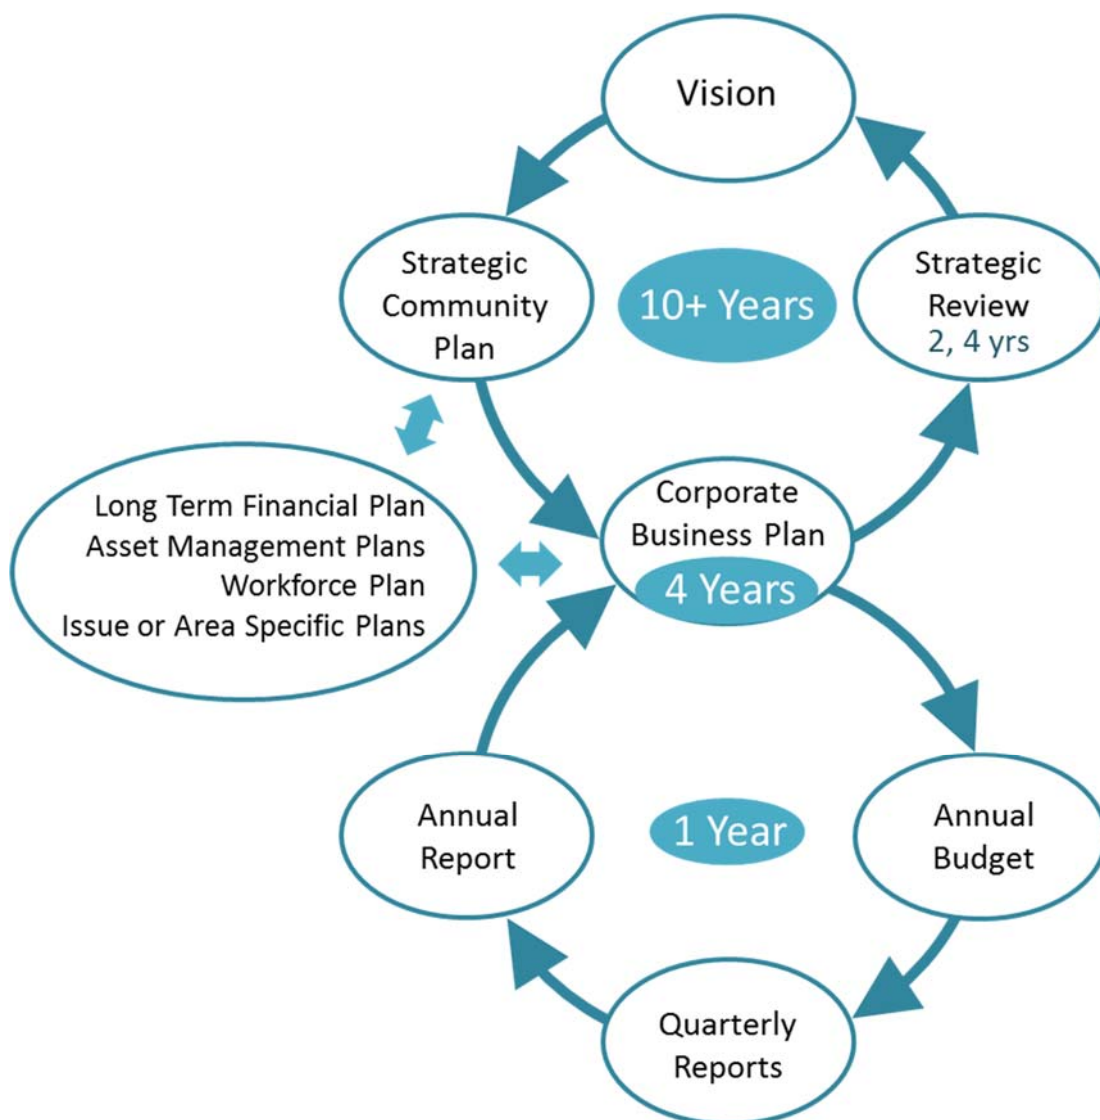 Vision
Strategic
Community
Plan
10+ Years
Strategic
Review
2, 4 yrs
Long Term Financial Plan
Asset Management Plans
Workforce Plan
Issue or Area Specific Plans
Corporate
Business Plan
4 Years
Annual
Report
1 Year
Annual
Budget
Quarterly
Reports